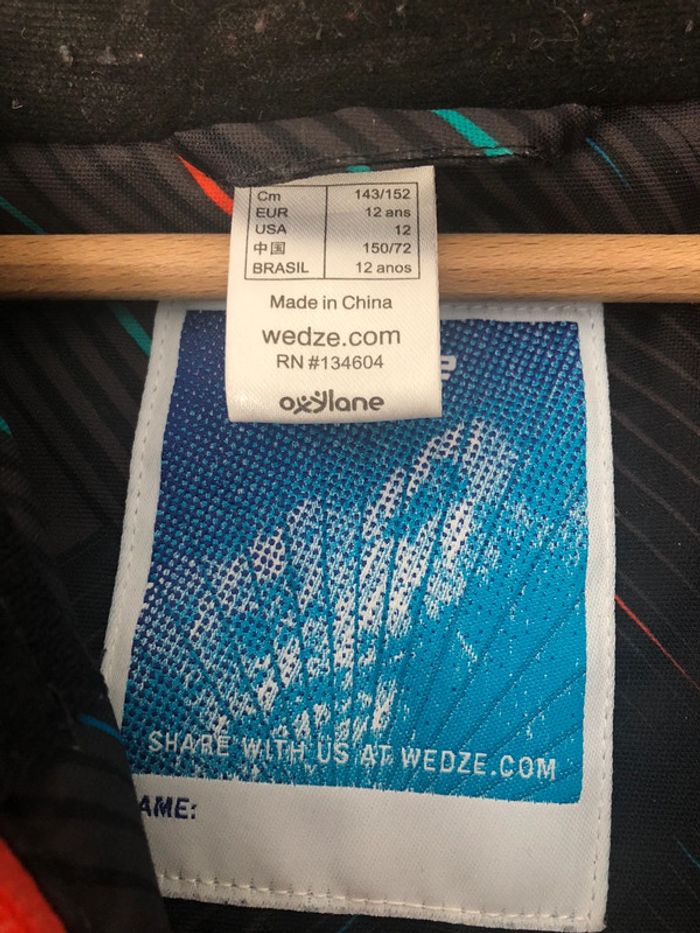 Cm 143/152
EUR 12 ans
USA 12
中国 150/72
BRASIL 12 anos
Made in China
wedze.com
RN #134604
oxylane
SHARE WITH US AT WEDZE.COM
AME: